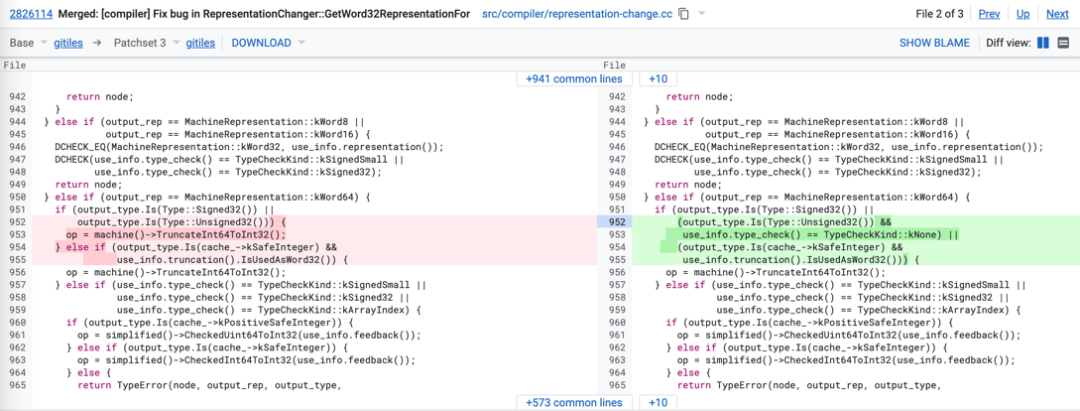 2826114 Merged: [compiler] Fix bug in RepresentationChanger::GetWord32RepresentationFor src/compiler/representation-change.cc File 2 of 3 Prev Up Next
Base gitiles → Patchset 3 gitiles DOWNLOAD SHOW BLAME Diff view:
File File
+941 common lines +10
942 return node; 942 return node;
943 } 943 }
944 } else if (output_rep == MachineRepresentation::kWord8 || 944 } else if (output_rep == MachineRepresentation::kWord8 ||
945 output_rep == MachineRepresentation::kWord16) { 945 output_rep == MachineRepresentation::kWord16) {
946 DCHECK_EQ(MachineRepresentation::kWord32, use_info.representation()); 946 DCHECK_EQ(MachineRepresentation::kWord32, use_info.representation());
947 DCHECK(use_info.type_check() == TypeCheckKind::kSignedSmall || 947 DCHECK(use_info.type_check() == TypeCheckKind::kSignedSmall ||
948 use_info.type_check() == TypeCheckKind::kSigned32); 948 use_info.type_check() == TypeCheckKind::kSigned32);
949 return node; 949 return node;
950 } else if (output_rep == MachineRepresentation::kWord64) { 950 } else if (output_rep == MachineRepresentation::kWord64) {
951 if (output_type.Is(Type::Signed32()) || 951 if (output_type.Is(Type::Signed32()) ||
952 output_type.Is(Type::Unsigned32())) { 952 (output_type.Is(Type::Unsigned32()) &&
953 op = machine()->TruncateInt64ToInt32(); 953 use_info.type_check() == TypeCheckKind::kNone) ||
954 } else if (output_type.Is(cache_->kSafeInteger) && 954 (output_type.Is(cache_->kSafeInteger) &&
955 use_info.truncation().IsUsedAsWord32()) { 955 use_info.truncation().IsUsedAsWord32())) {
956 op = machine()->TruncateInt64ToInt32(); 956 op = machine()->TruncateInt64ToInt32();
957 } else if (use_info.type_check() == TypeCheckKind::kSignedSmall || 957 } else if (use_info.type_check() == TypeCheckKind::kSignedSmall ||
958 use_info.type_check() == TypeCheckKind::kSigned32 || 958 use_info.type_check() == TypeCheckKind::kSigned32 ||
959 use_info.type_check() == TypeCheckKind::kArrayIndex) { 959 use_info.type_check() == TypeCheckKind::kArrayIndex) {
960 if (output_type.Is(cache_->kPositiveSafeInteger)) { 960 if (output_type.Is(cache_->kPositiveSafeInteger)) {
961 op = simplified()->CheckedUint64ToInt32(use_info.feedback()); 961 op = simplified()->CheckedUint64ToInt32(use_info.feedback());
962 } else if (output_type.Is(cache_->kSafeInteger)) { 962 } else if (output_type.Is(cache_->kSafeInteger)) {
963 op = simplified()->CheckedInt64ToInt32(use_info.feedback()); 963 op = simplified()->CheckedInt64ToInt32(use_info.feedback());
964 } else { 964 } else {
965 return TypeError(node, output_rep, output_type, 965 return TypeError(node, output_rep, output_type,
+573 common lines +10